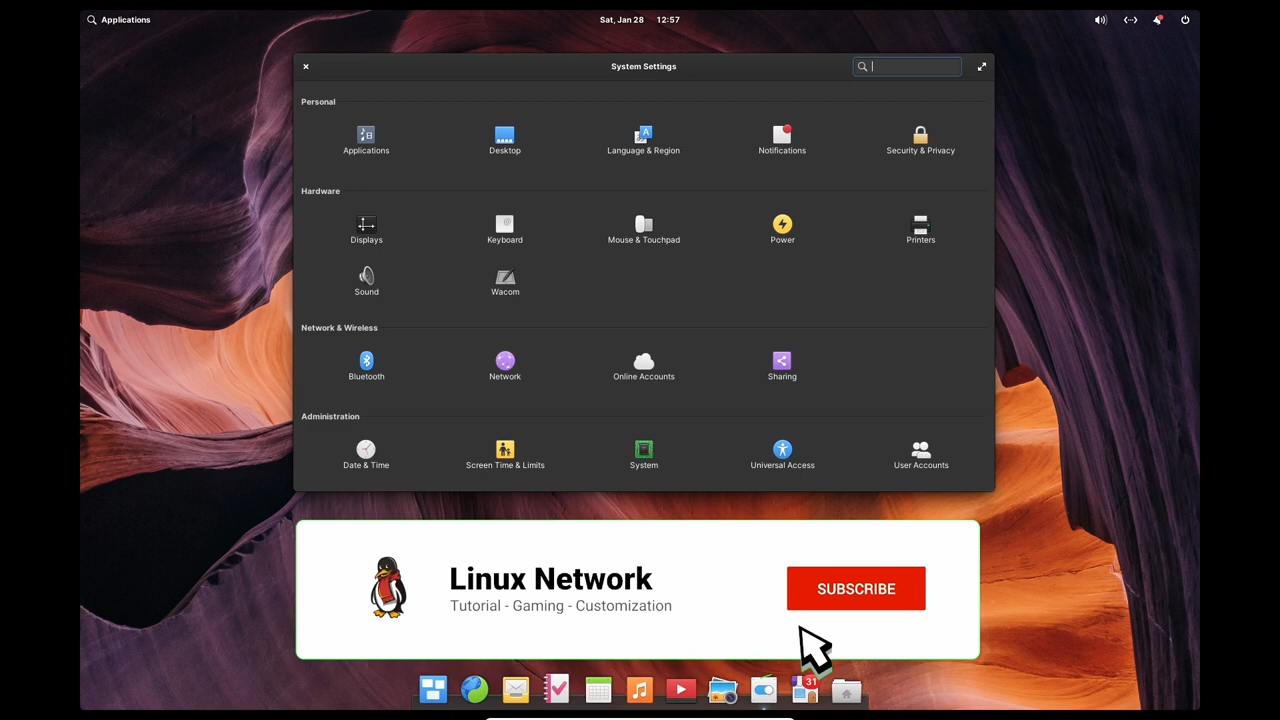 Applications
Sat, Jan 28 12:57
System Settings
Personal
Applications
Desktop
Language & Region
Notifications
Security & Privacy
Hardware
Displays
Keyboard
Mouse & Touchpad
Power
Printers
Sound
Wacom
Network & Wireless
Bluetooth
Network
Online Accounts
Sharing
Administration
Date & Time
Screen Time & Limits
System
Universal Access
User Accounts
Linux Network
Tutorial - Gaming - Customization
SUBSCRIBE
31